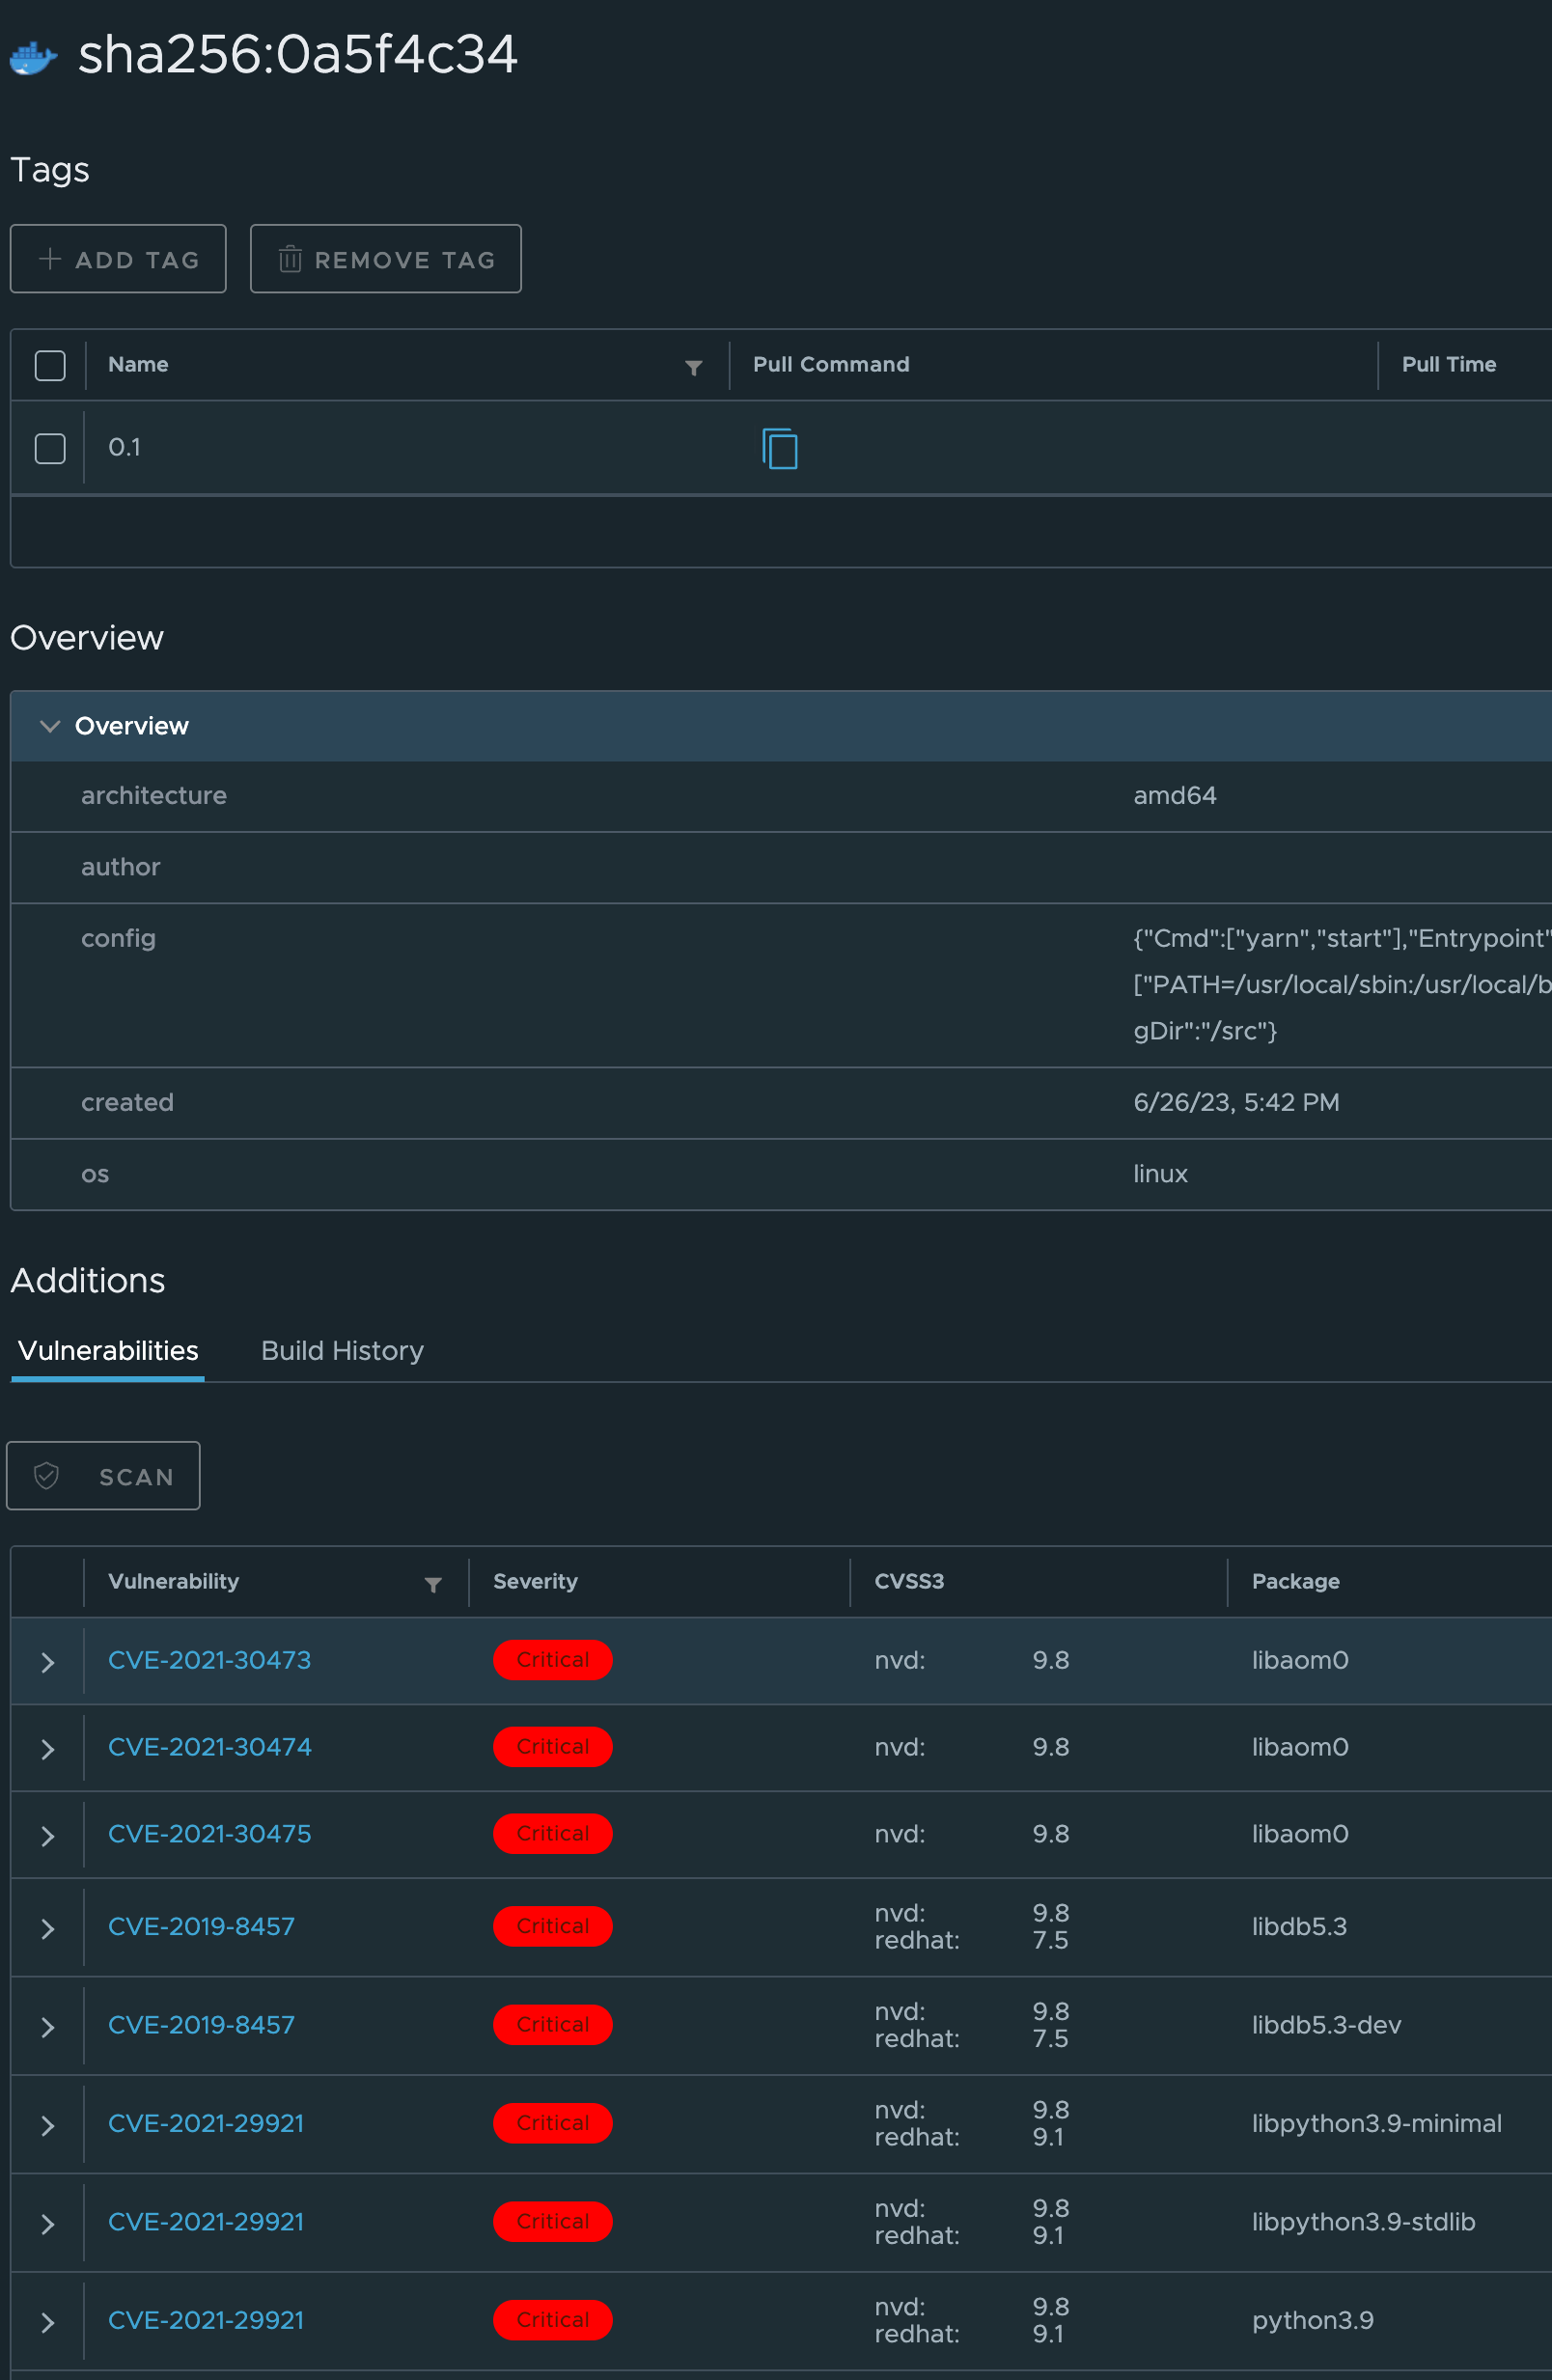 sha256:0a5f4c34
Tags
ADD TAG REMOVE TAG
Name Pull Command Pull Time
0.1
Overview
Overview
architecture amd64
author
config {"Cmd":["yarn","start"],"Entrypoint"
["PATH=/usr/local/sbin:/usr/local/b
gDir":"/src"}
created 6/26/23, 5:42 PM
os linux
Additions
Vulnerabilities Build History
SCAN
Vulnerability Severity CVSS3 Package
CVE-2021-30473 Critical nvd: 9.8 libaom0
CVE-2021-30474 Critical nvd: 9.8 libaom0
CVE-2021-30475 Critical nvd: 9.8 libaom0
CVE-2019-8457 Critical nvd: 9.8 libdb5.3
redhat: 7.5
CVE-2019-8457 Critical nvd: 9.8 libdb5.3-dev
redhat: 7.5
CVE-2021-29921 Critical nvd: 9.8 libpython3.9-minimal
redhat: 9.1
CVE-2021-29921 Critical nvd: 9.8 libpython3.9-stdlib
redhat: 9.1
CVE-2021-29921 Critical nvd: 9.8 python3.9
redhat: 9.1